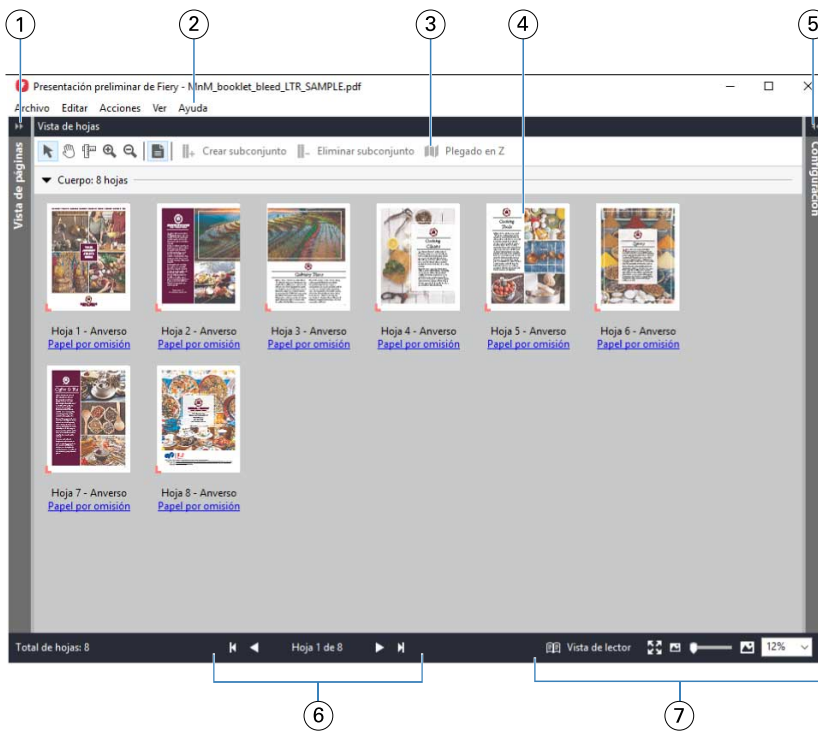 1 2 3 4 5
Presentación preliminar de Fiery - MnM_booklet_bleed_LTR_SAMPLE.pdf
Archivo Editar Acciones Ver Ayuda
Vista de hojas
Vista de páginas
Configuración
Crear subconjunto Eliminar subconjunto Plegado en Z
Cuerpo: 8 hojas
Hoja 1 - Anverso Hoja 2 - Anverso Hoja 3 - Anverso Hoja 4 - Anverso Hoja 5 - Anverso Hoja 6 - Anverso
Papel por omisión Papel por omisión Papel por omisión Papel por omisión Papel por omisión Papel por omisión
Hoja 7 - Anverso Hoja 8 - Anverso
Papel por omisión Papel por omisión
Total de hojas: 8 Hoja 1 de 8 Vista de lector 12%
6 7